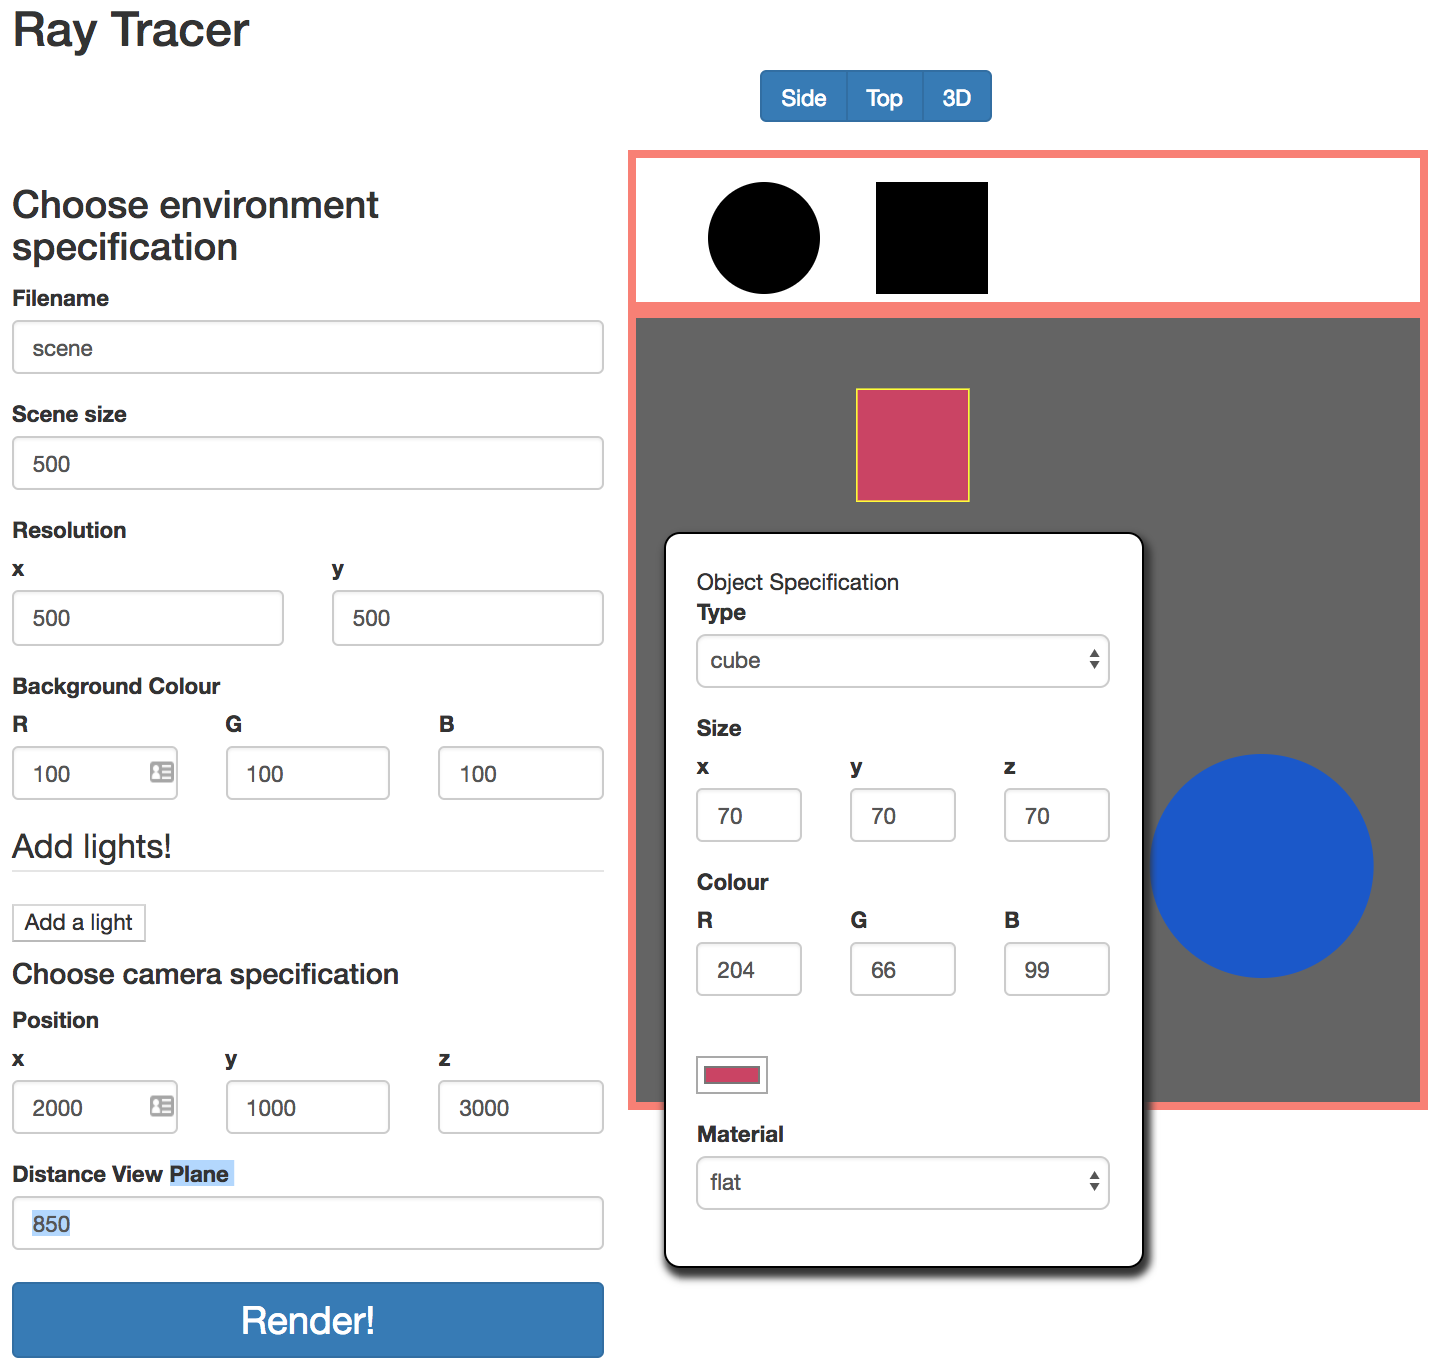 Ray Tracer
Side Top 3D
Choose environment
specification
Filename
scene
Scene size
500
Resolution
x y
500 500
Background Colour
R G B
100 100 100
Add lights!
Add a light
Choose camera specification
Position
x y z
2000 1000 3000
Distance View Plane
850
Render!
Object Specification
Type
cube
Size
x y z
70 70 70
Colour
R G B
204 66 99
Material
flat